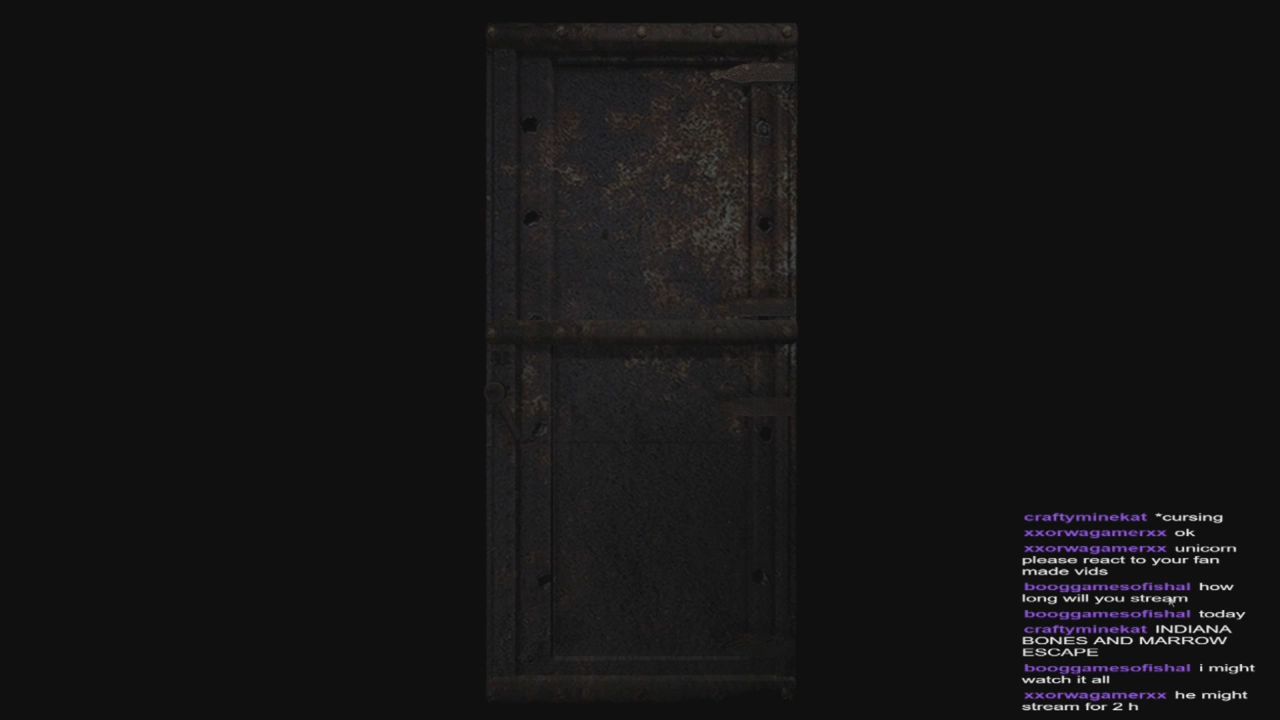 craftyminekat *cursing
xxorwagamerxx ok
xxorwagamerxx unicorn
please react to your fan
made vids
booggamesofishal how
long will you stream
booggamesofishal today
craftyminekat INDIANA
BONES AND MARROW
ESCAPE
booggamesofishal i might
watch it all
xxorwagamerxx he might
stream for 2 h